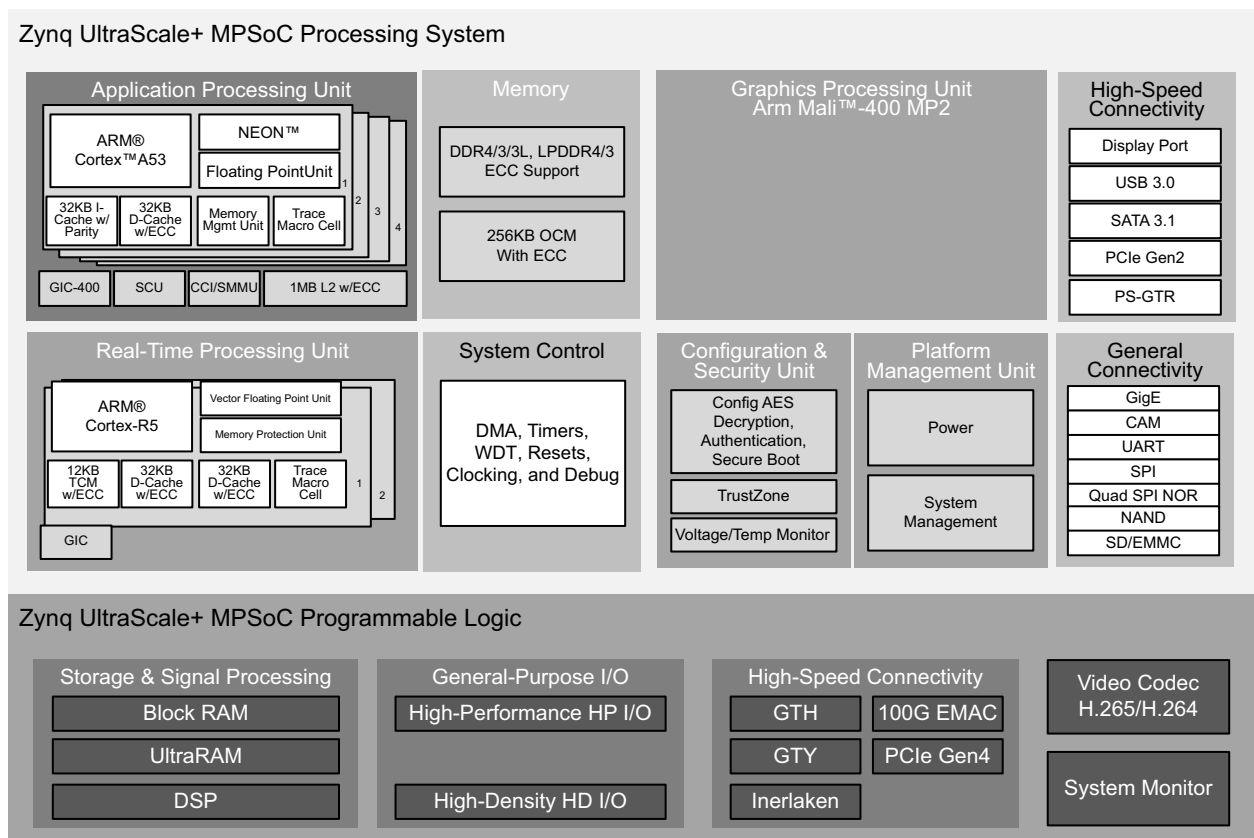 Zynq UltraScale+ MPSoC Processing System
Application Processing Unit
ARM®
Cortex™A53
NEON™
Floating PointUnit
1
2
3
4
32KB I-
Cache w/
Parity
32KB
D-Cache
w/ECC
Memory
Mgmt Unit
Trace
Macro Cell
GIC-400
SCU
CCI/SMMU
1MB L2 w/ECC
Memory
DDR4/3/3L, LPDDR4/3
ECC Support
256KB OCM
With ECC
Graphics Processing Unit
Arm Mali™-400 MP2
High-Speed
Connectivity
Display Port
USB 3.0
SATA 3.1
PCIe Gen2
PS-GTR
Real-Time Processing Unit
ARM®
Cortex-R5
Vector Floating Point Unit
Memory Protection Unit
12KB
TCM
w/ECC
32KB
D-Cache
w/ECC
32KB
D-Cache
w/ECC
Trace
Macro
Cell
1
2
GIC
System Control
DMA, Timers,
WDT, Resets,
Clocking, and Debug
Configuration &
Security Unit
Config AES
Decryption,
Authentication,
Secure Boot
TrustZone
Voltage/Temp Monitor
Platform
Management Unit
Power
System
Management
General
Connectivity
GigE
CAM
UART
SPI
Quad SPI NOR
NAND
SD/EMMC
Zynq UltraScale+ MPSoC Programmable Logic
Storage & Signal Processing
Block RAM
UltraRAM
DSP
General-Purpose I/O
High-Performance HP I/O
High-Density HD I/O
High-Speed Connectivity
GTH
100G EMAC
GTY
PCIe Gen4
Inerlaken
Video Codec
H.265/H.264
System Monitor